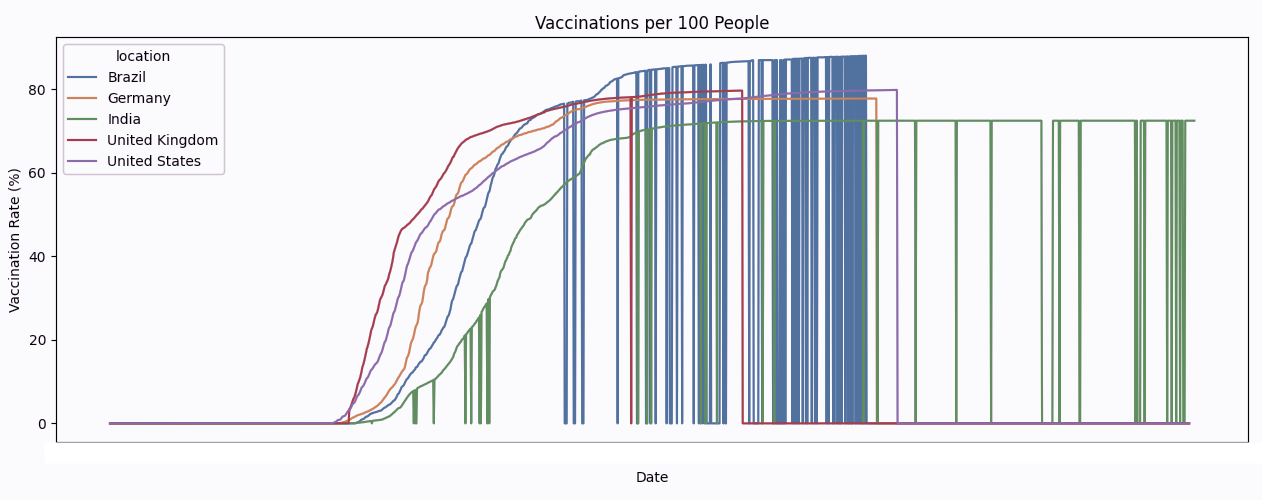 Vaccinations per 100 People
location
Brazil
Germany
India
United Kingdom
United States
Vaccination Rate (%)
80
60
40
20
0
Date